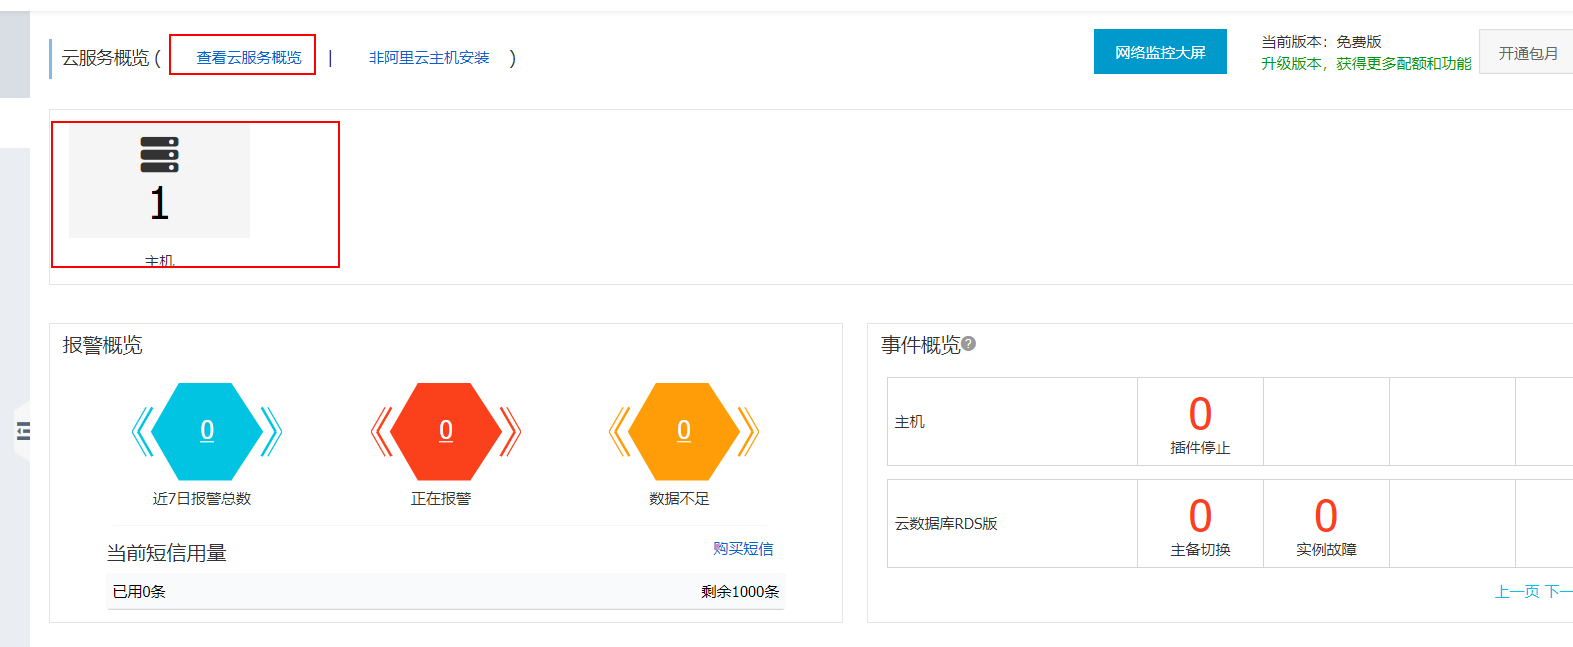 云服务概览 ( 查看云服务概览 | 非阿里云主机安装 )
网络监控大屏
当前版本：免费版
升级版本，获得更多配额和功能
开通包月
1
主机
报警概览
0
近7日报警总数
0
正在报警
0
数据不足
当前短信用量
购买短信
已用0条
剩余1000条
事件概览?
主机
0
插件停止
云数据库RDS版
0
主备切换
0
实例故障
上一页 下一